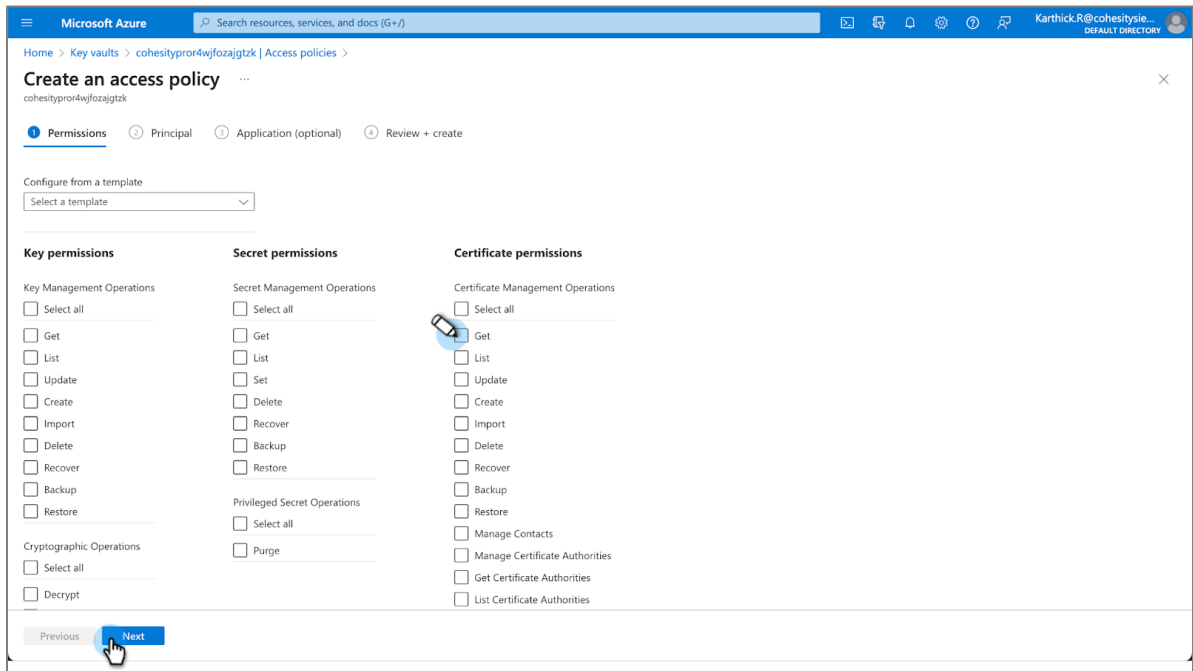 Microsoft Azure
Search resources, services, and docs (G+/)
Karthick.R@cohesitysie...
DEFAULT DIRECTORY
Home > Key vaults > cohesitypror4wjfozajgtzk | Access policies >
Create an access policy ...
cohesitypror4wjfozajgtzk
1 Permissions
2 Principal
3 Application (optional)
4 Review + create
Configure from a template
Select a template
Key permissions
Key Management Operations
Select all
Get
List
Update
Create
Import
Delete
Recover
Backup
Restore
Cryptographic Operations
Select all
Decrypt
Secret permissions
Secret Management Operations
Select all
Get
List
Set
Delete
Recover
Backup
Restore
Privileged Secret Operations
Select all
Purge
Certificate permissions
Certificate Management Operations
Select all
Get
List
Update
Create
Import
Delete
Recover
Backup
Restore
Manage Contacts
Manage Certificate Authorities
Get Certificate Authorities
List Certificate Authorities
Previous
Next